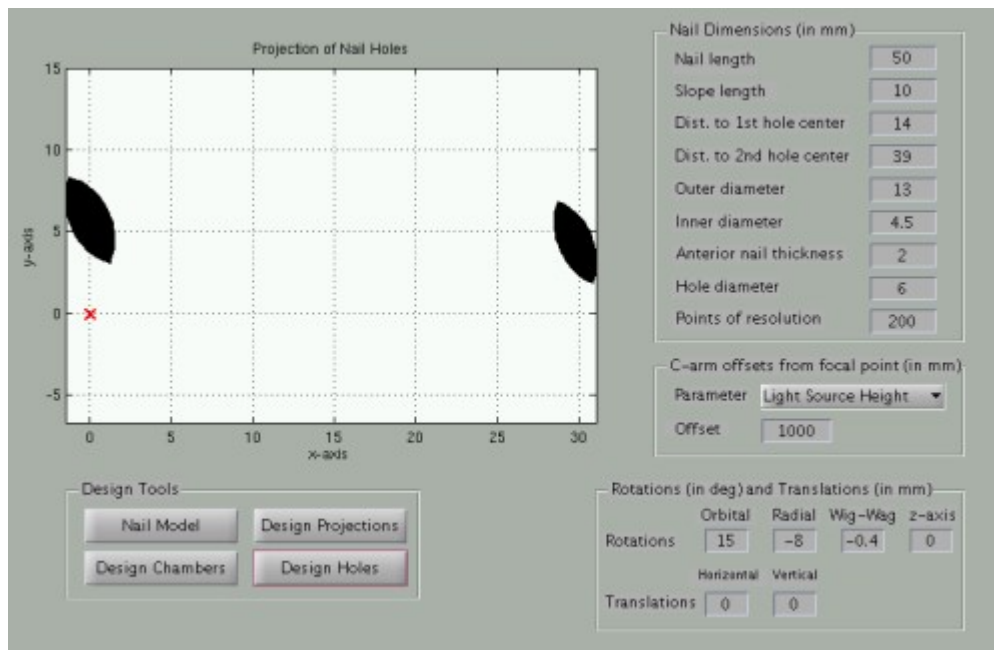 Projection of Nail Holes
15
10
5
0
-5
y-axis
0 5 10 15 20 25 30
x-axis
Nail Dimensions (in mm)
Nail length 50
Slope length 10
Dist. to 1st hole center 14
Dist. to 2nd hole center 39
Outer diameter 13
Inner diameter 4.5
Anterior nail thickness 2
Hole diameter 6
Points of resolution 200
C-arm offsets from focal point (in mm)
Parameter Light Source Height
Offset 1000
Design Tools
Nail Model Design Projections
Design Chambers Design Holes
Rotations (in deg) and Translations (in mm)
Orbital Radial Wig-Wag z-axis
Rotations 15 -8 -0.4 0
Horizontal Vertical
Translations 0 0